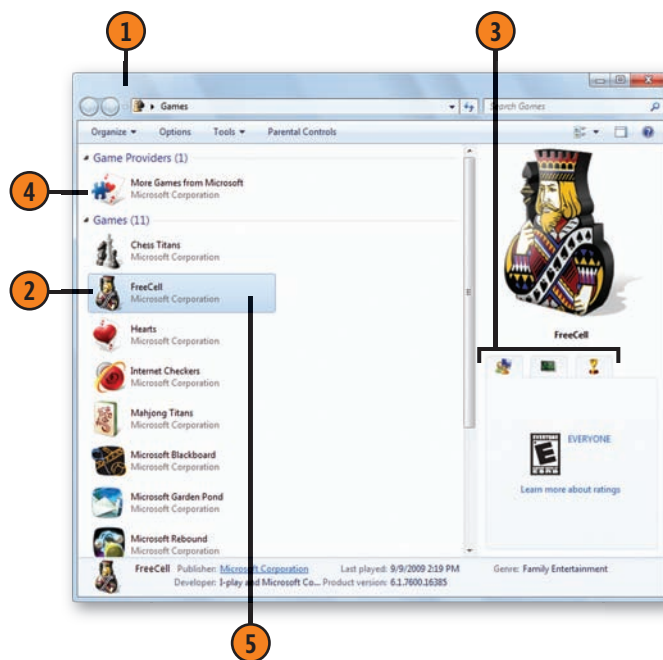 1
3
Games
Search Games
Organize
Options
Tools
Parental Controls
Game Providers (1)
4
More Games from Microsoft
Microsoft Corporation
Games (11)
Chess Titans
Microsoft Corporation
2
FreeCell
Microsoft Corporation
Hearts
Microsoft Corporation
Internet Checkers
Microsoft Corporation
Mahjong Titans
Microsoft Corporation
Microsoft Blackboard
Microsoft Corporation
Microsoft Garden Pond
Microsoft Corporation
Microsoft Rebound
Microsoft Corporation
FreeCell
EVERYONE
E
EVERYONE
Learn more about ratings
FreeCell Publisher: Microsoft Corporation Last played: 9/9/2009 2:19 PM Genre: Family Entertainment
Developer: I-play and Microsoft Co... Product version: 6.1.7600.16385
5